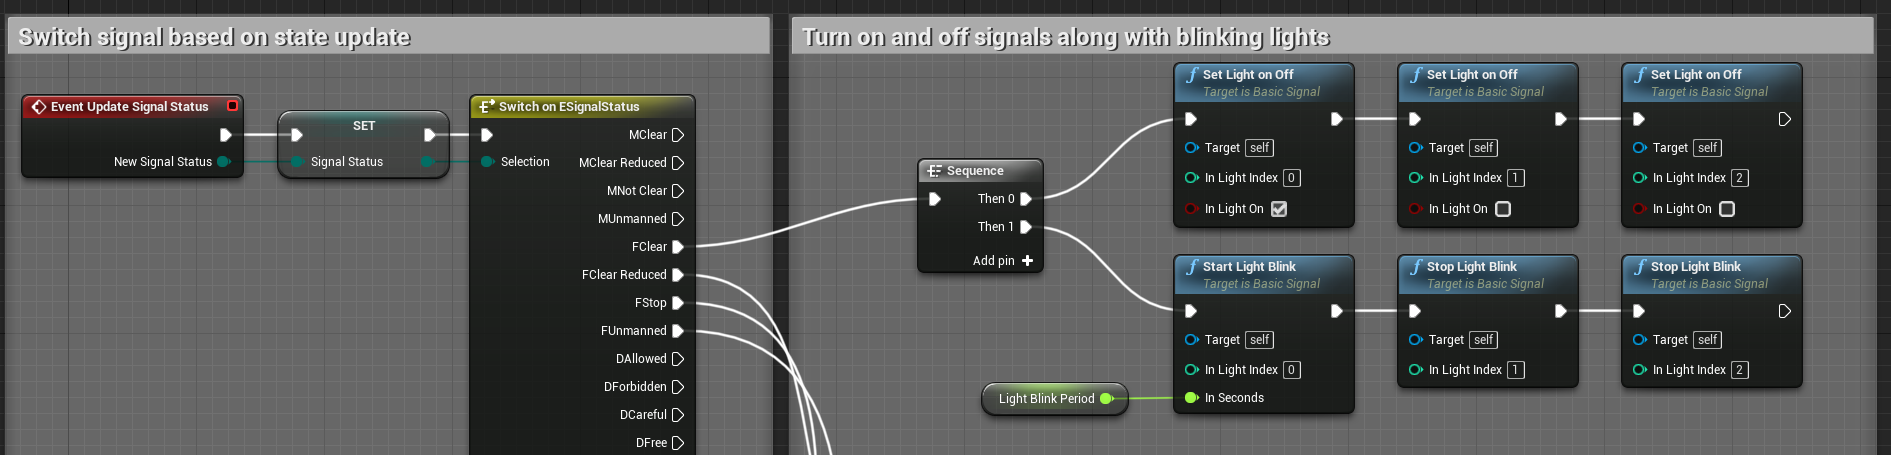 Switch signal based on state update
Event Update Signal Status
New Signal Status
SET
Signal Status
Switch on ESignalStatus
Selection
MClear
MClear Reduced
MNot Clear
MUnmanned
FClear
FClear Reduced
FStop
FUnmanned
DAllowed
DForbidden
DCareful
DFree
Turn on and off signals along with blinking lights
Sequence
Then 0
Then 1
Add pin
Set Light on Off
Target is Basic Signal
Target self
In Light Index 0
In Light On
Set Light on Off
Target is Basic Signal
Target self
In Light Index 1
In Light On
Set Light on Off
Target is Basic Signal
Target self
In Light Index 2
In Light On
Light Blink Period
Start Light Blink
Target is Basic Signal
Target self
In Light Index 0
In Seconds
Stop Light Blink
Target is Basic Signal
Target self
In Light Index 1
Stop Light Blink
Target is Basic Signal
Target self
In Light Index 2